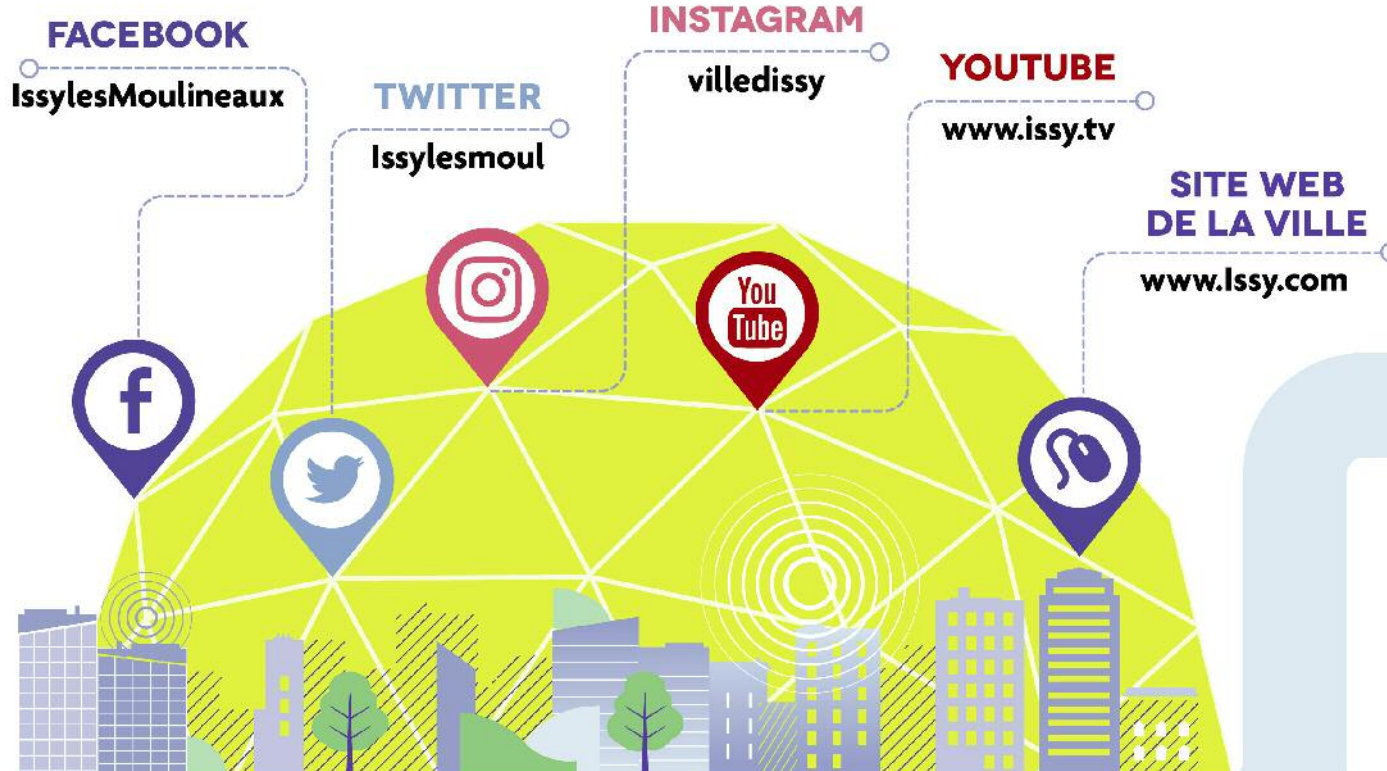 FACEBOOK
IssylesMoulineaux
TWITTER
Issylesmoul
INSTAGRAM
villedissy
YOUTUBE
www.issy.tv
SITE WEB
DE LA VILLE
www.Issy.com
You
Tube